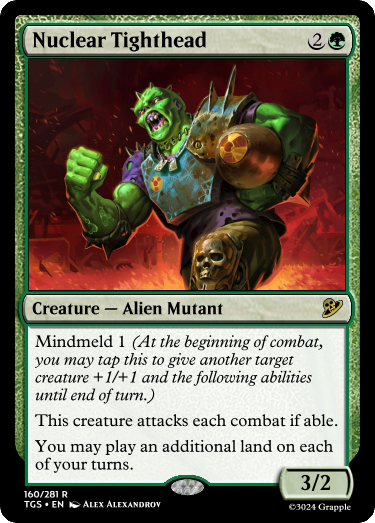 Nuclear Tighthead 2
Creature — Alien Mutant
Mindmeld 1 (At the beginning of combat,
you may tap this to give another target
creature +1/+1 and the following abilities
until end of turn.)
This creature attacks each combat if able.
You may play an additional land on each
of your turns.
3/2
160/281 R
TGS • EN Alex Alexandrov
©3024 Grapple